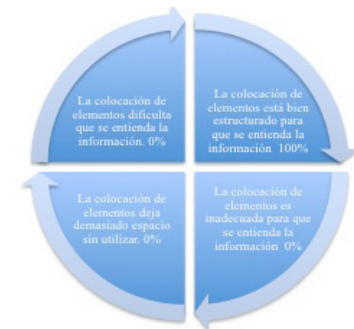 La colocación de
elementos dificulta
que se entienda la
información. 0%
La colocación de
elementos está bien
estructurado para
que se entienda la
información 100%
La colocación de
elementos deja
demasiado espacio
sin utilizar. 0%
La colocación de
elementos es
inadecuada para que
se entienda la
información 0%